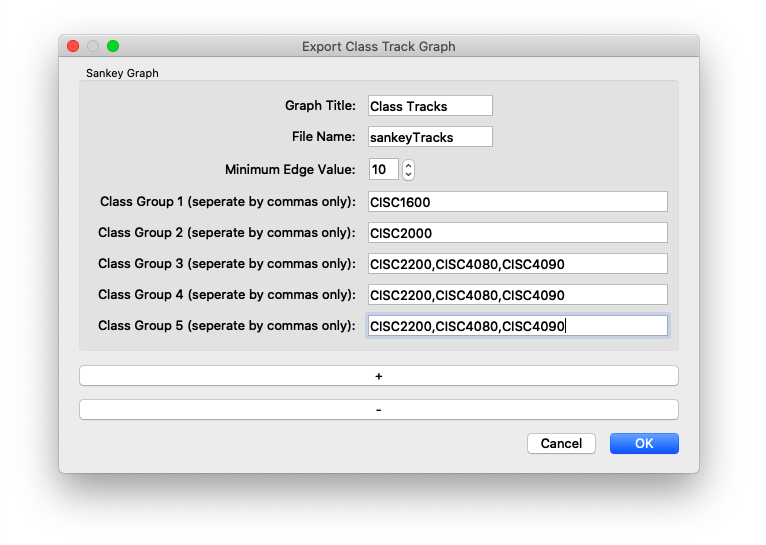 Export Class Track Graph
Sankey Graph
Graph Title: Class Tracks
File Name: sankeyTracks
Minimum Edge Value: 10
Class Group 1 (seperate by commas only): CISC1600
Class Group 2 (seperate by commas only): CISC2000
Class Group 3 (seperate by commas only): CISC2200,CISC4080,CISC4090
Class Group 4 (seperate by commas only): CISC2200,CISC4080,CISC4090
Class Group 5 (seperate by commas only): CISC2200,CISC4080,CISC4090
+
-
Cancel OK